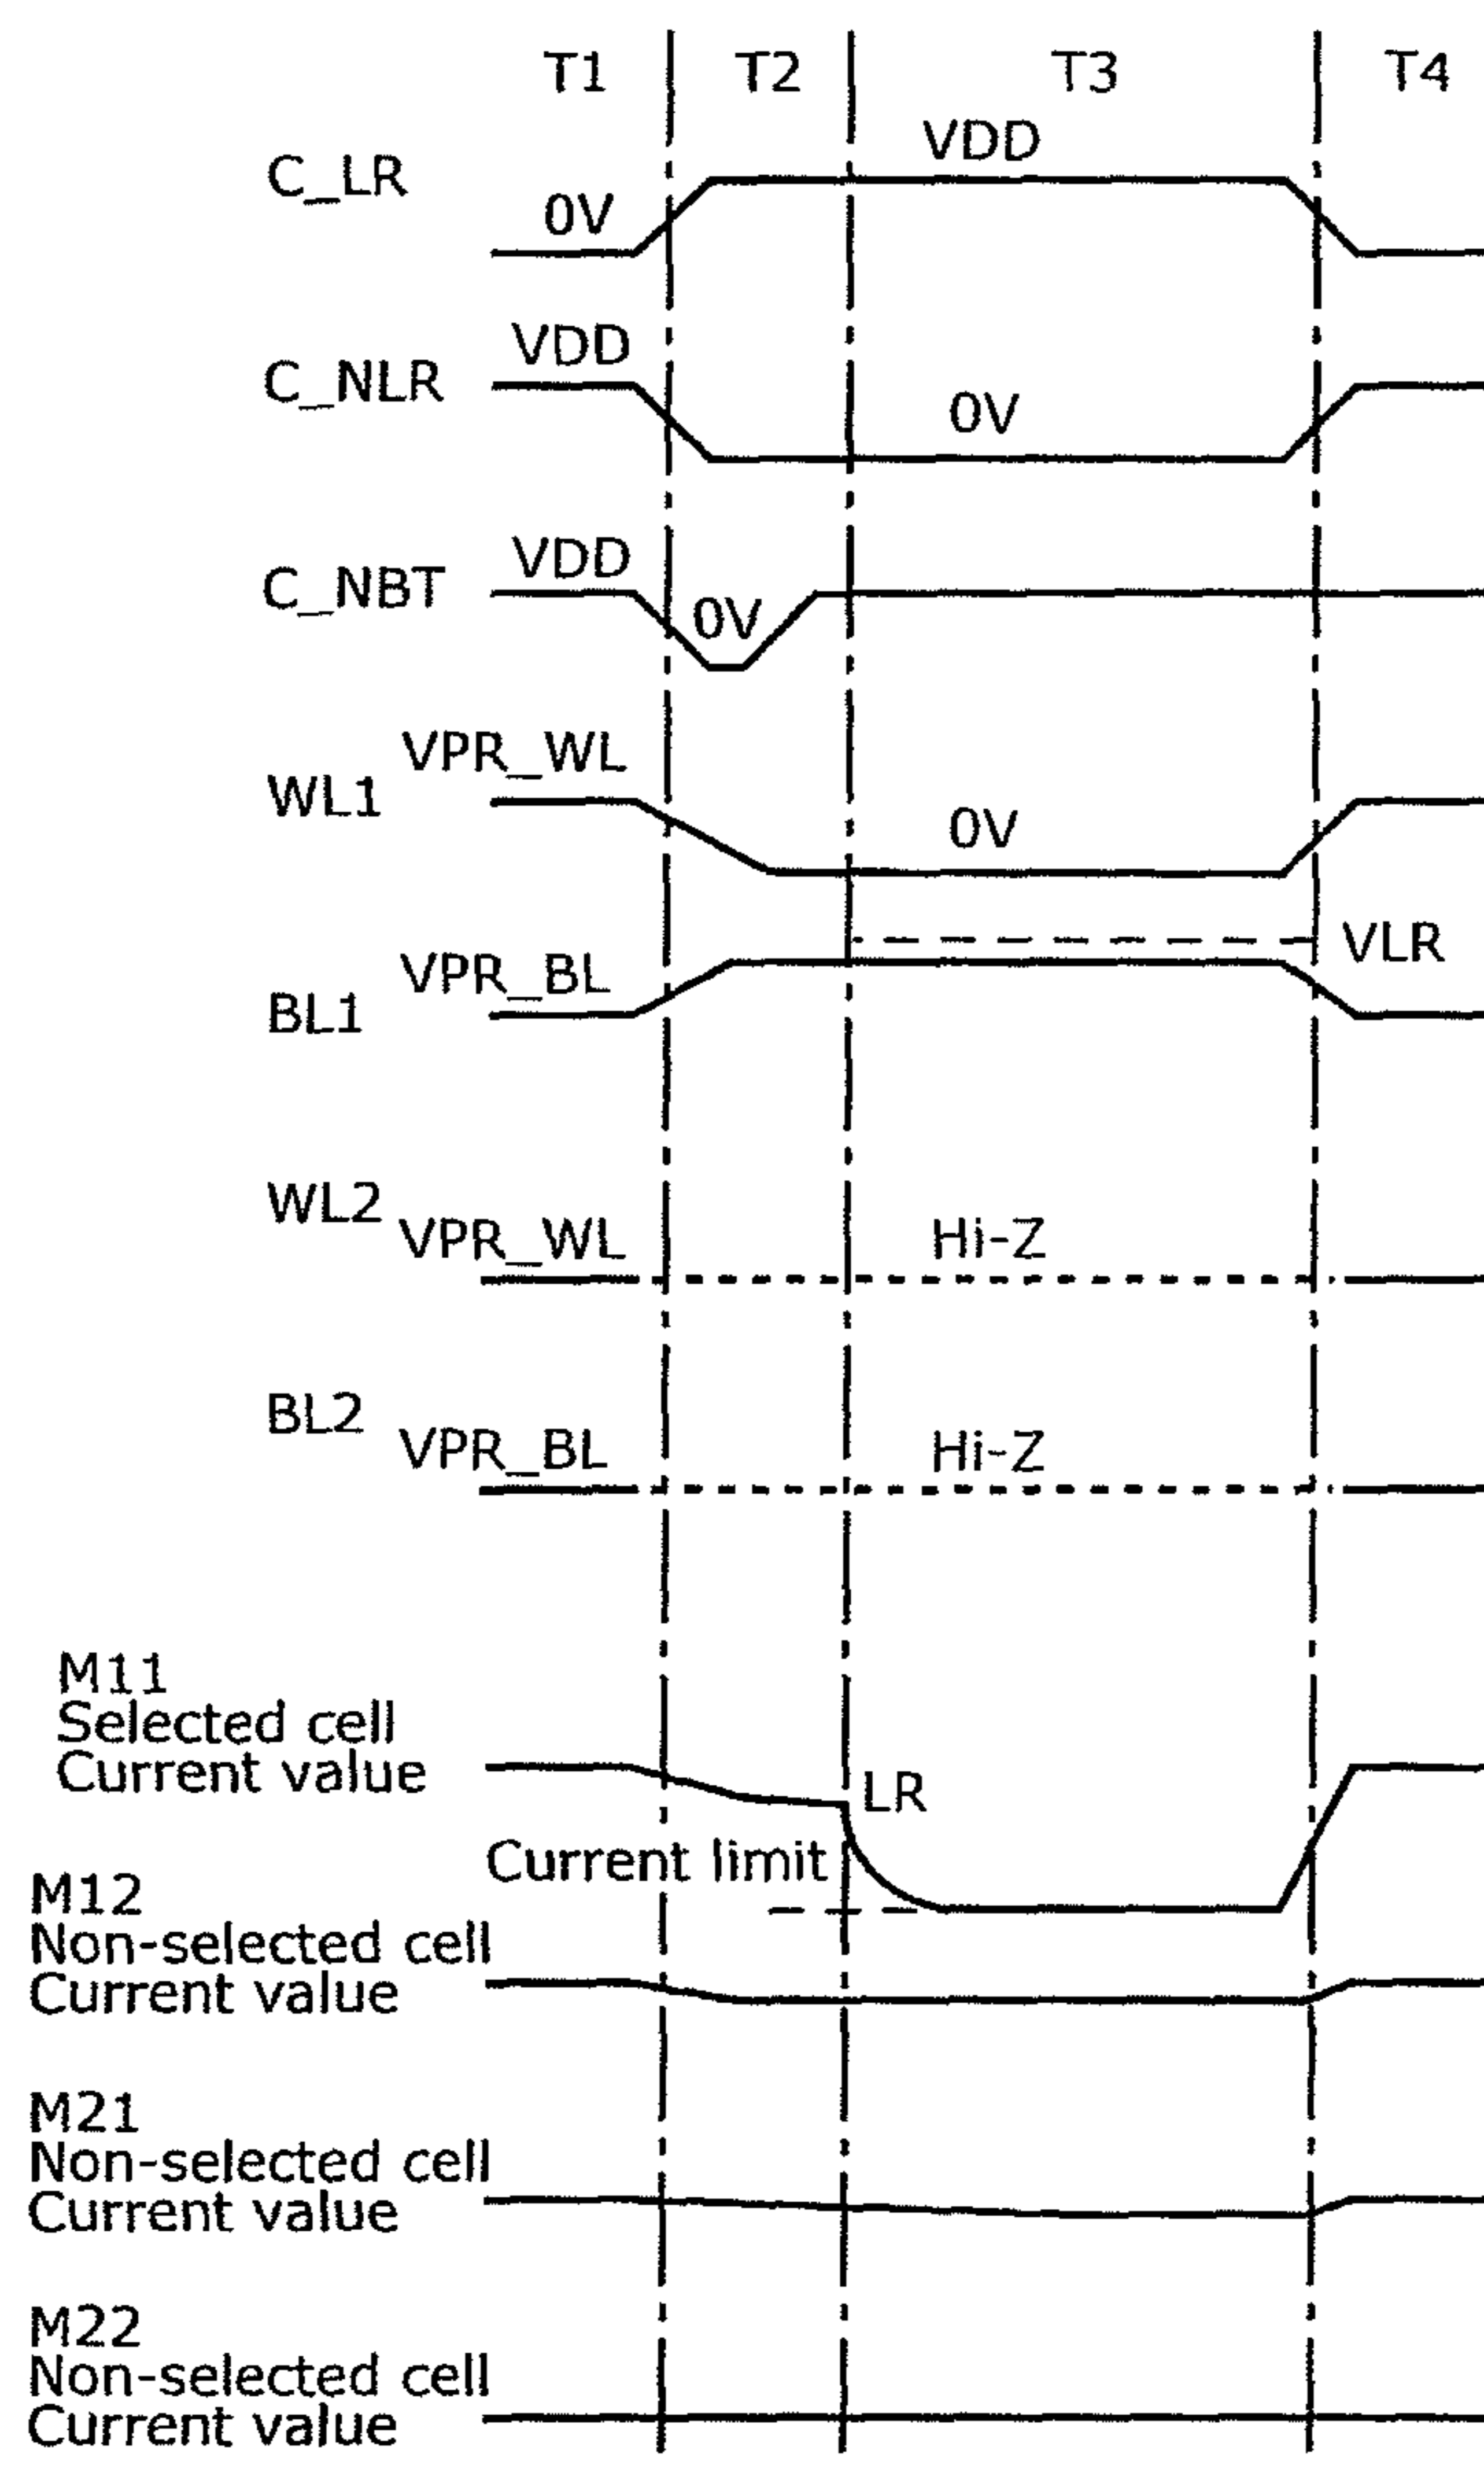 T1 T2 T3 T4
VDD
C_LR
0V
VDD
C_NLR
0V
VDD
C_NBT
0V
VPR_WL
WL1
0V
VLR
VPR_BL
BL1
WL2
VPR_WL Hi-Z
BL2
VPR_BL Hi-Z
M11
Selected cell
Current value
LR
Current limit
M12
Non-selected cell
Current value
M21
Non-selected cell
Current value
M22
Non-selected cell
Current value